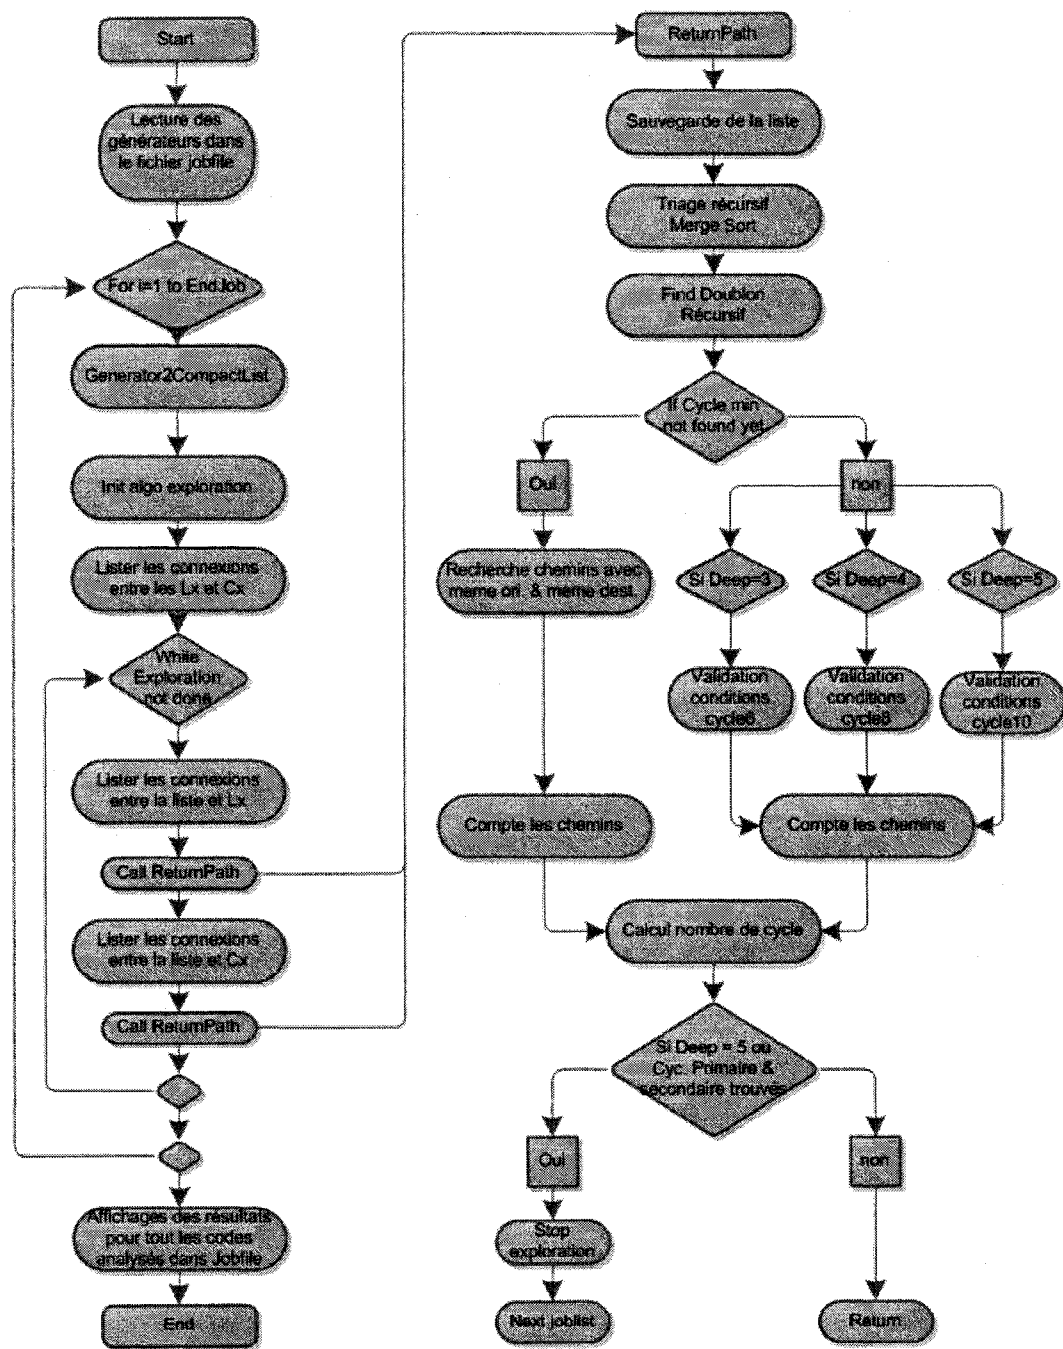 Start
Lecture des
générateurs dans
le fichier jobfile
For i=1 to EndJob
Generator2CompactList
Init algo exploration
Lister les connexions
entre les Lx et Cx
While
Exploration
not done
Lister les connexions
entre la liste et Lx
Call ReturnPath
Lister les connexions
entre la liste et Cx
Call ReturnPath
Affichages des résultats
pour tout les codes
analysés dans Jobfile
End
ReturnPath
Sauvegarde de la liste
Triage récursif
Merge Sort
Find Doublon
Récursif
If Cycle min
not found yet
Oui
non
Recherche chemins avec
meme ori. & meme dest.
Si Deep=3
Si Deep=4
Si Deep=5
Validation
conditions
cycle6
Validation
conditions
cycle8
Validation
conditions
cycle10
Compte les chemins
Compte les chemins
Calcul nombre de cycle
Si Deep = 5 ou
Cyc. Primaire &
secondaire trouvés
Oui
non
Stop
exploration
Next joblist
Return